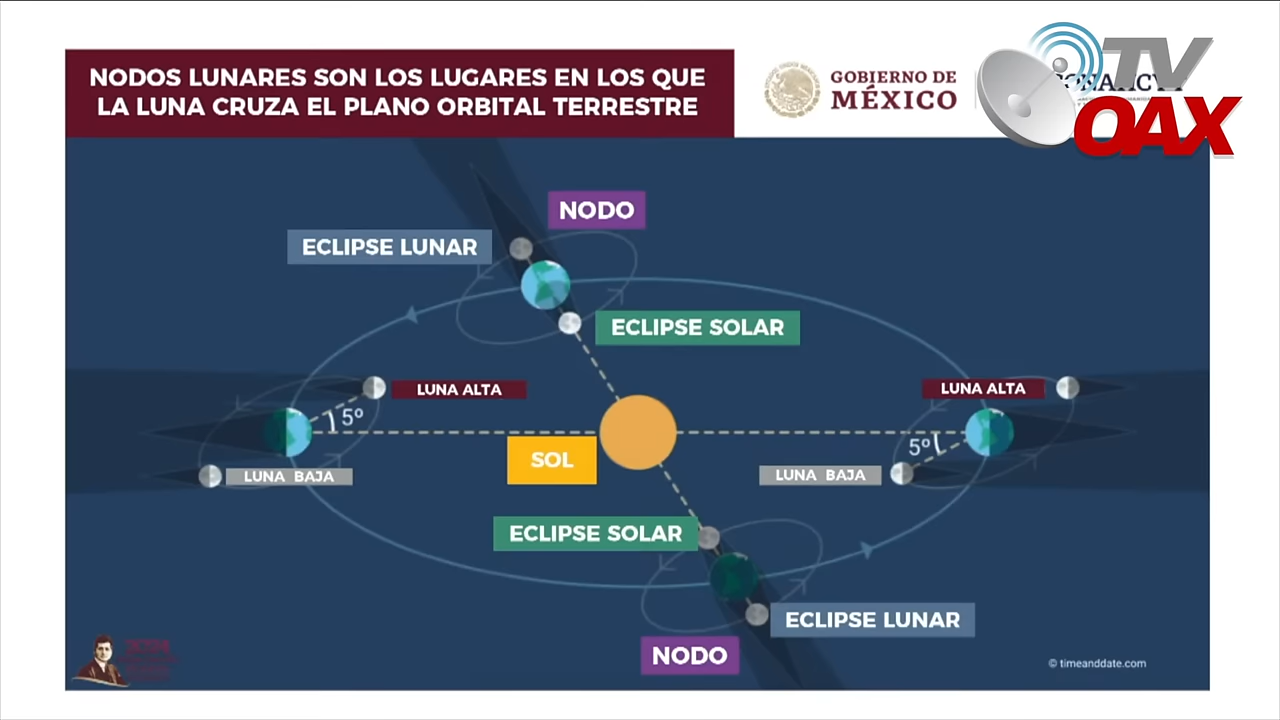 NODOS LUNARES SON LOS LUGARES EN LOS QUE
LA LUNA CRUZA EL PLANO ORBITAL TERRESTRE
GOBIERNO DE
MÉXICO
TV
OAX
NODO
ECLIPSE LUNAR
ECLIPSE SOLAR
LUNA ALTA
LUNA ALTA
5º
5º
SOL
LUNA BAJA
LUNA BAJA
ECLIPSE SOLAR
ECLIPSE LUNAR
NODO
© timeanddate.com